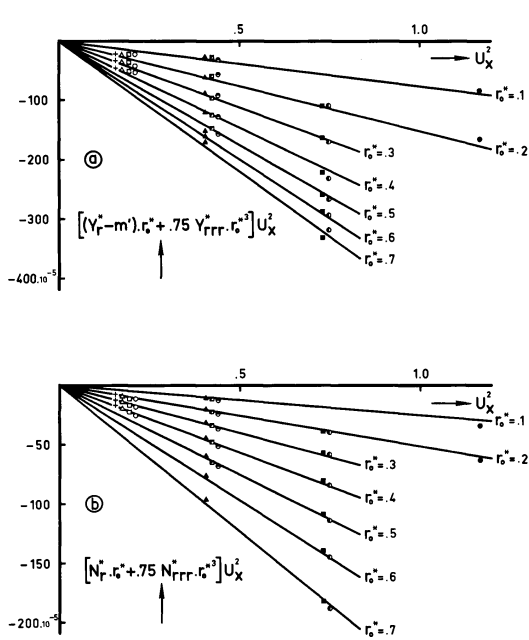 .5 1.0
U_x^2
r_o^*=.1
-100
r_o^*=.2
r_o^*=.3
r_o^*=.4
-200
a
r_o^*=.5
r_o^*=.6
[(Y_r^*-m').r_o^*+.75 Y_rrr^*.r_o^*3]U_x^2
-300
r_o^*=.7
-400.10^-5
.5 1.0
U_x^2
r_o^*=.1
-50
r_o^*=.2
r_o^*=.3
r_o^*=.4
-100
b
r_o^*=.5
-150
[N_r^*.r_o^*+.75 N_rrr^*.r_o^*3]U_x^2
r_o^*=.6
-200.10^-5
r_o^*=.7